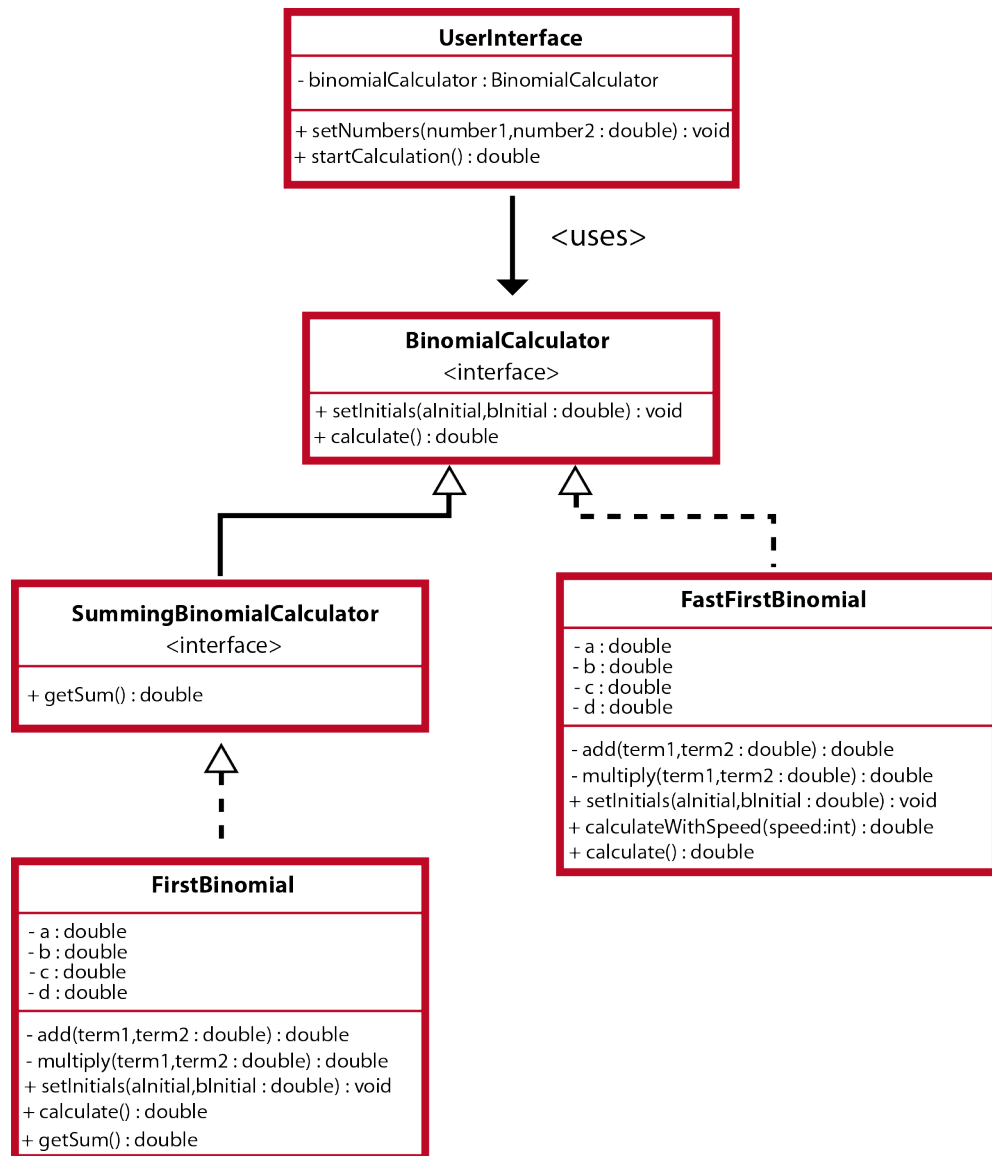 UserInterface
- binomialCalculator : BinomialCalculator
+ setNumbers(number1,number2 : double) : void
+ startCalculation() : double
<uses>
BinomialCalculator
<interface>
+ setInitials(aInitial,bInitial : double) : void
+ calculate() : double
SummingBinomialCalculator
<interface>
+ getSum() : double
FastFirstBinomial
- a : double
- b : double
- c : double
- d : double
- add(term1,term2 : double) : double
- multiply(term1,term2 : double) : double
+ setInitials(aInitial,bInitial : double) : void
+ calculateWithSpeed(speed:int) : double
+ calculate() : double
FirstBinomial
- a : double
- b : double
- c : double
- d : double
- add(term1,term2 : double) : double
- multiply(term1,term2 : double) : double
+ setInitials(aInitial,bInitial : double) : void
+ calculate() : double
+ getSum() : double